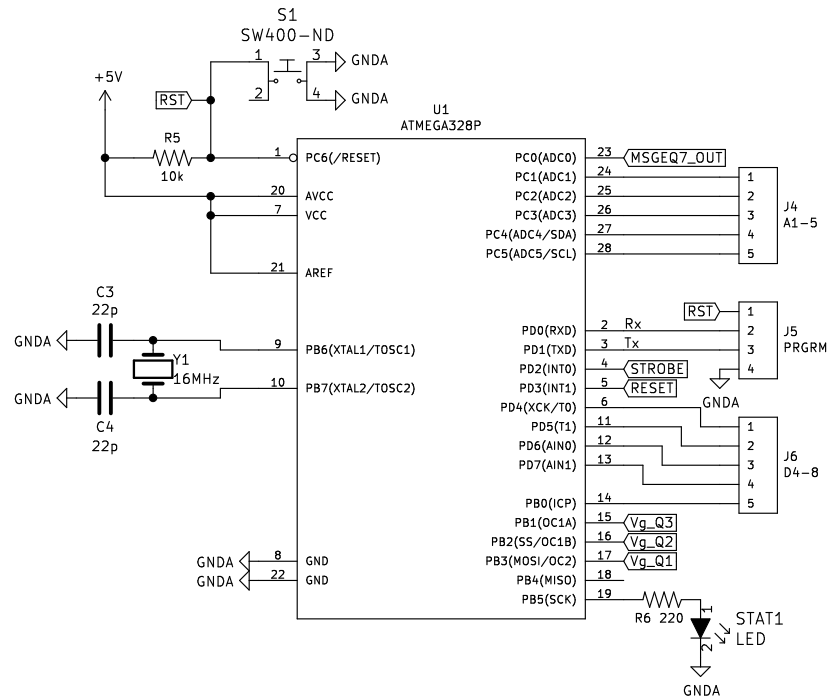 S1
SW400-ND
1
3
GNDA
2
4
GNDA
+5V
RST
U1
ATMEGA328P
R5
10k
1
PC6(/RESET)
20
AVCC
7
VCC
21
AREF
C3
22p
GNDA
9
PB6(XTAL1/TOSC1)
Y1
16MHz
10
PB7(XTAL2/TOSC2)
GNDA
C4
22p
GNDA
8
GND
GNDA
22
GND
PC0(ADC0)
23
MSGEQ7_OUT
PC1(ADC1)
24
1
PC2(ADC2)
25
2
PC3(ADC3)
26
3
PC4(ADC4/SDA)
27
4
PC5(ADC5/SCL)
28
5
J4
A1-5
RST
1
PD0(RXD)
2
Rx
2
PD1(TXD)
3
Tx
3
4
J5
PRGRM
GNDA
PD2(INT0)
4
STROBE
PD3(INT1)
5
RESET
PD4(XCK/T0)
6
1
PD5(T1)
11
2
PD6(AIN0)
12
3
PD7(AIN1)
13
4
PB0(ICP)
14
5
J6
D4-8
PB1(OC1A)
15
Vg_Q3
PB2(SS/OC1B)
16
Vg_Q2
PB3(MOSI/OC2)
17
Vg_Q1
PB4(MISO)
18
PB5(SCK)
19
R6 220
1
STAT1
LED
2
GNDA